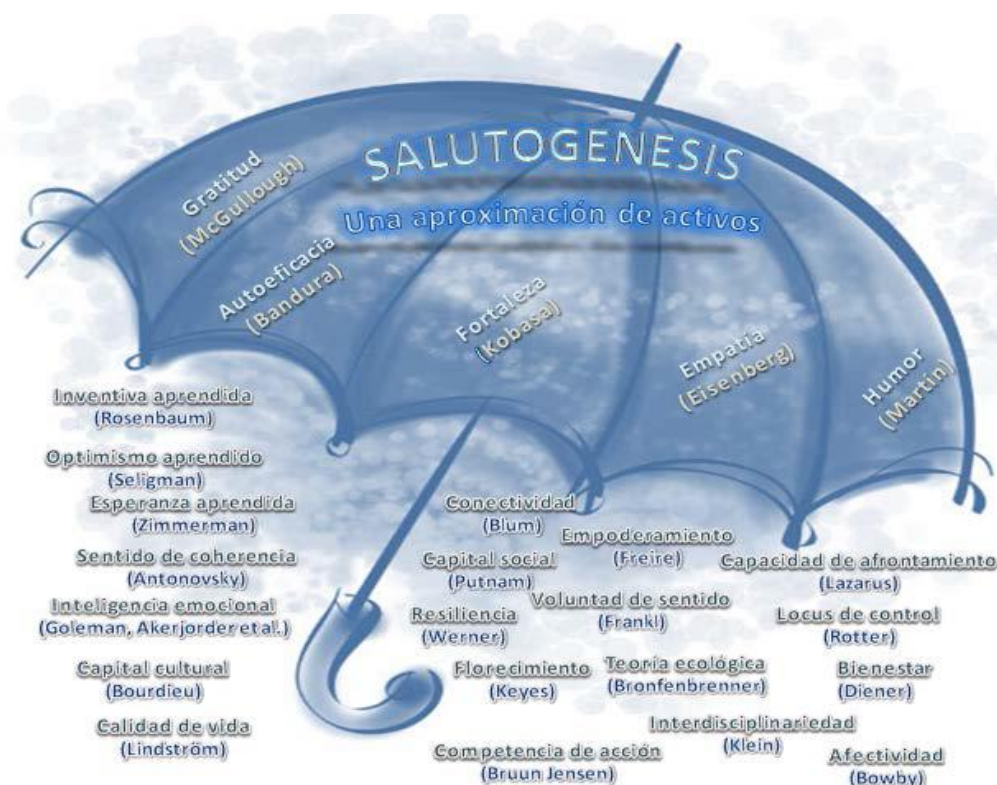 SALUTOGENESIS
Una aproximación de activos
Gratitud
(McGullough)
Autoeficacia
(Bandura)
Fortaleza
(Kobasa)
Empatía
(Eisenberg)
Humor
(Martin)
Inventiva aprendida
(Rosenbaum)
Optimismo aprendido
(Seligman)
Esperanza aprendida
(Zimmerman)
Sentido de coherencia
(Antonovsky)
Inteligencia emocional
(Goleman, Akerjorder et al.)
Capital cultural
(Bourdieu)
Calidad de vida
(Lindström)
Conectividad
(Blum)
Capital social
(Putnam)
Resiliencia
(Werner)
Florecimiento
(Keyes)
Competencia de acción
(Bruun Jensen)
Empoderamiento
(Freire)
Voluntad de sentido
(Frankl)
Teoría ecológica
(Bronfenbrenner)
Interdisciplinariedad
(Klein)
Capacidad de afrontamiento
(Lazarus)
Locus de control
(Rotter)
Bienestar
(Diener)
Afectividad
(Bowby)